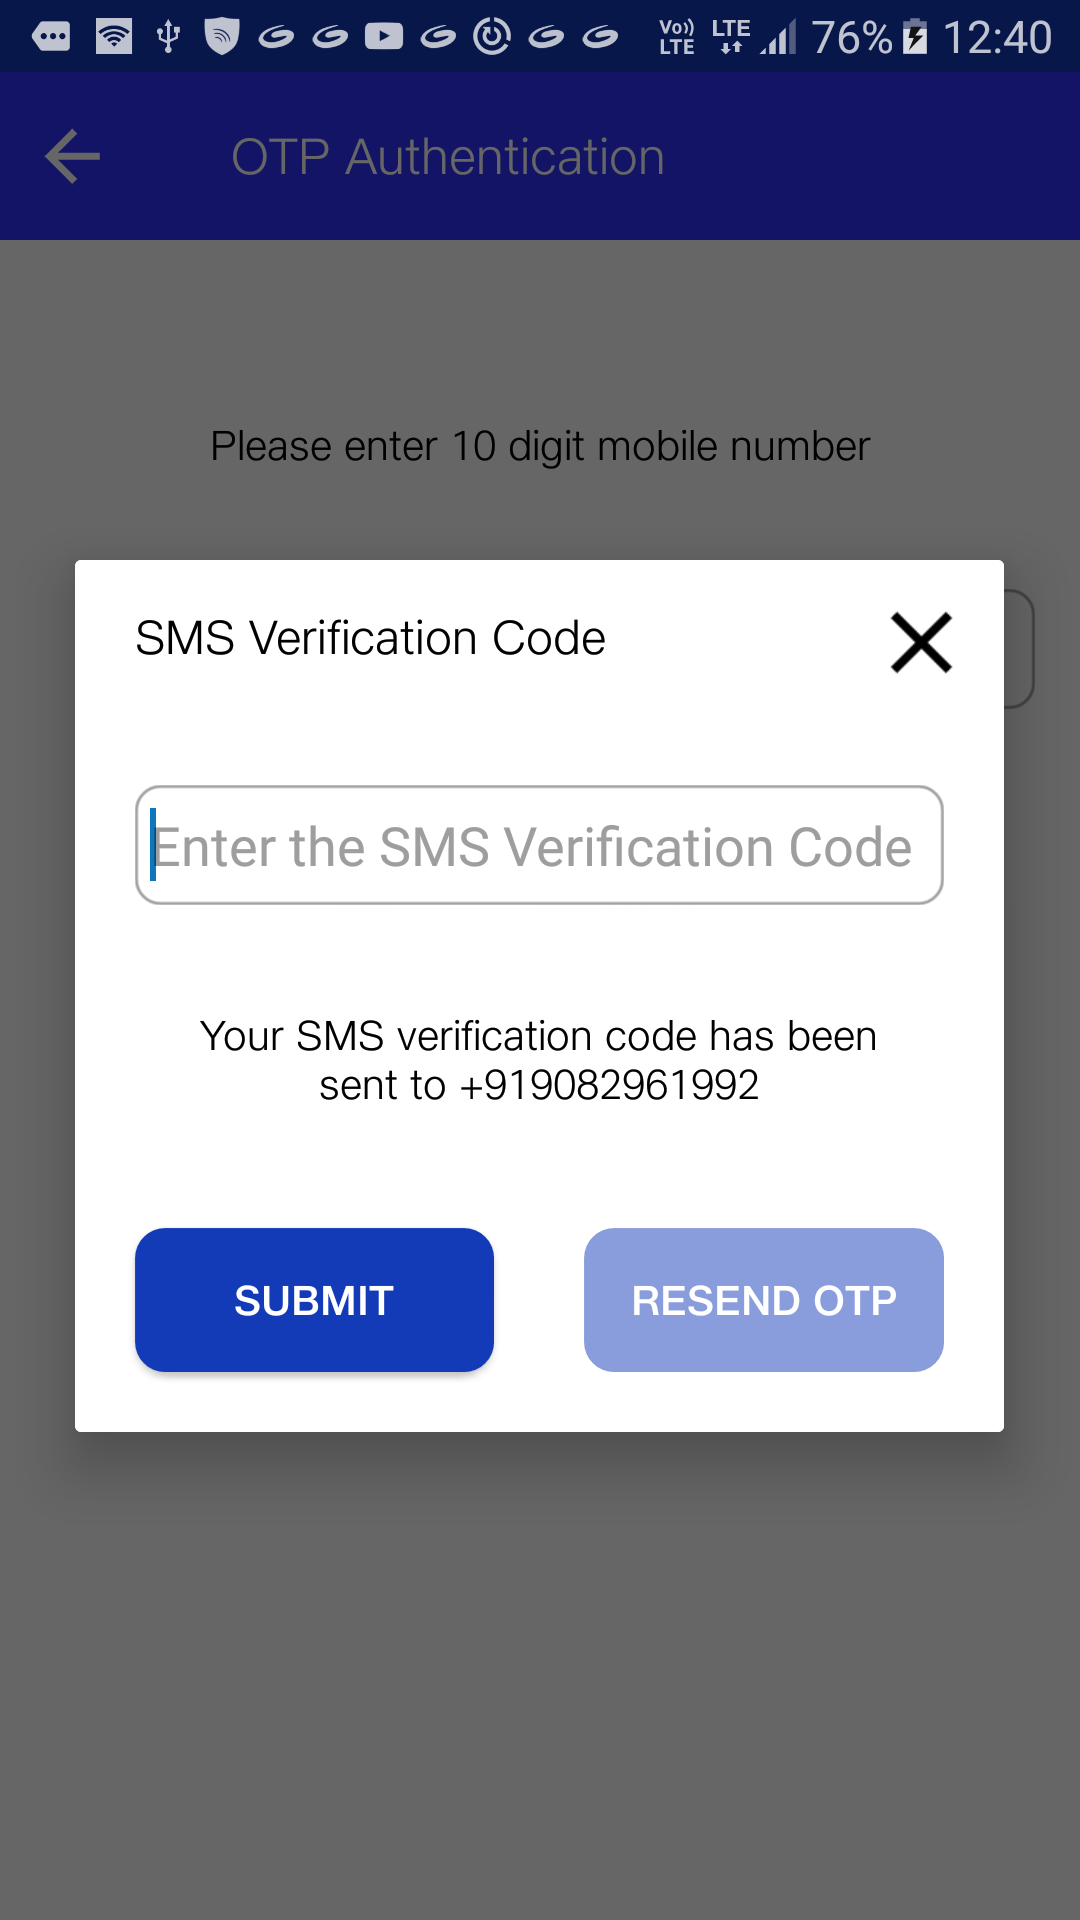 Vo)) LTE LTE 76% 12:40
OTP Authentication
Please enter 10 digit mobile number
SMS Verification Code
Enter the SMS Verification Code
Your SMS verification code has been
sent to +919082961992
SUBMIT RESEND OTP